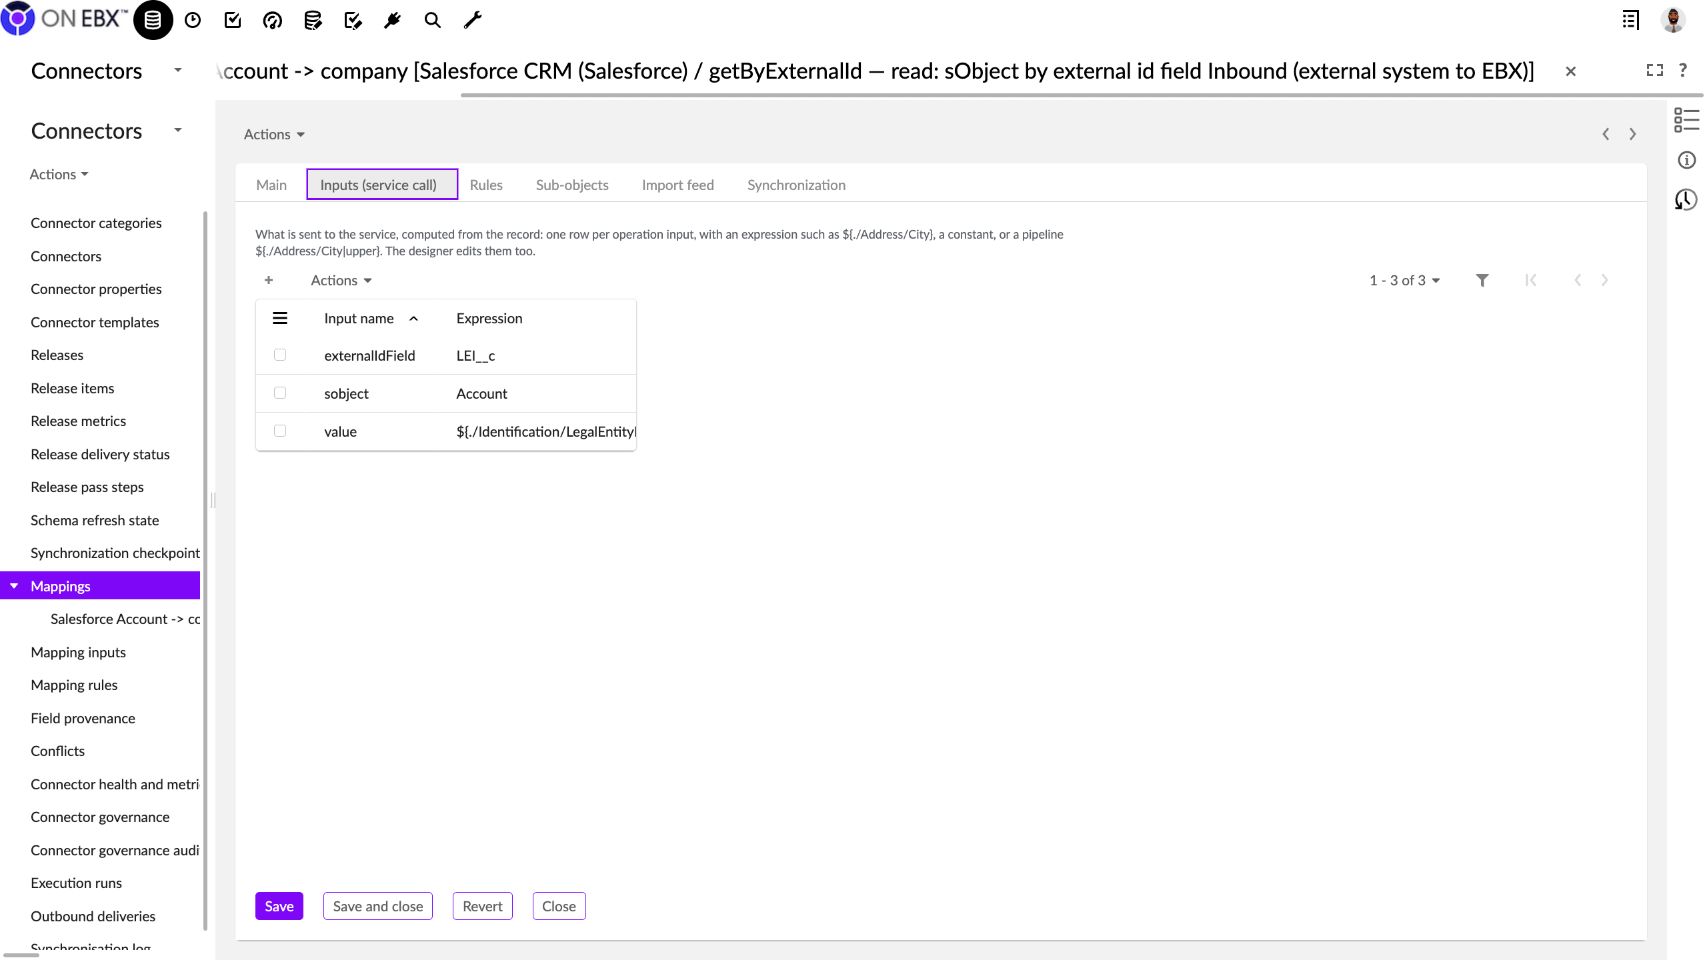 ON EBX™
Connectors
Account -> company [Salesforce CRM (Salesforce) / getByExternalId — read: sObject by external id field Inbound (external system to EBX)]
Connectors
Actions
Connector categories
Connectors
Connector properties
Connector templates
Releases
Release items
Release metrics
Release delivery status
Release pass steps
Schema refresh state
Synchronization checkpoint
Mappings
Salesforce Account -> cc
Mapping inputs
Mapping rules
Field provenance
Conflicts
Connector health and metri
Connector governance
Connector governance audi
Execution runs
Outbound deliveries
Synchronisation log
Actions
Main
Inputs (service call)
Rules
Sub-objects
Import feed
Synchronization
What is sent to the service, computed from the record: one row per operation input, with an expression such as ${./Address/City}, a constant, or a pipeline
${./Address/City|upper}. The designer edits them too.
+ Actions
1 - 3 of 3
Input name Expression
externalIdField LEI__c
sobject Account
value ${./Identification/LegalEntityI
Save
Save and close
Revert
Close